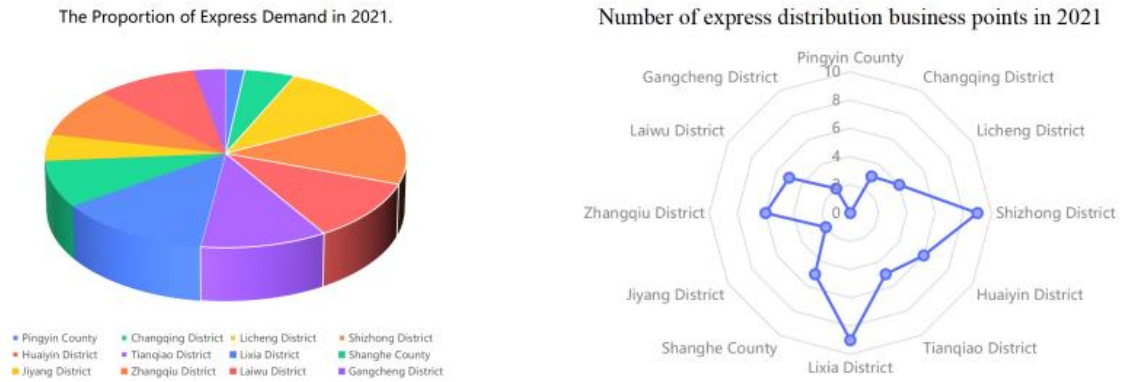 The Proportion of Express Demand in 2021.
Pingyin County Changqing District Licheng District Shizhong District
Huaiyin District Tianqiao District Lixia District Shanghe County
Jiyang District Zhangqiu District Laiwu District Gangcheng District
Number of express distribution business points in 2021
Pingyin County
10
Gangcheng District Changqing District
8
Laiwu District 6 Licheng District
4
2
Zhangqiu District 0 Shizhong District
Jiyang District Huaiyin District
Shanghe County Tianqiao District
Lixia District